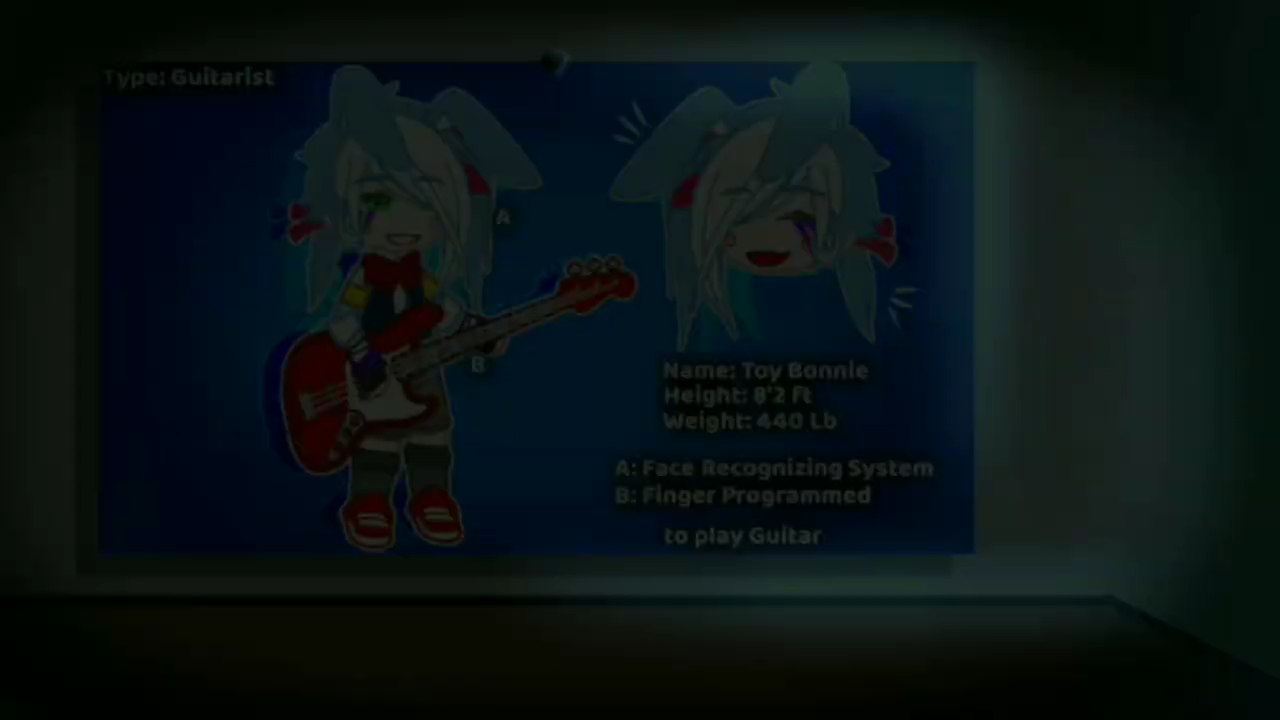 Type: Guitarist
A
B
Name: Toy Bonnie
Height: 8'2 ft
Weight: 440 Lb
A: Face Recognizing System
B: Finger Programmed
to play Guitar